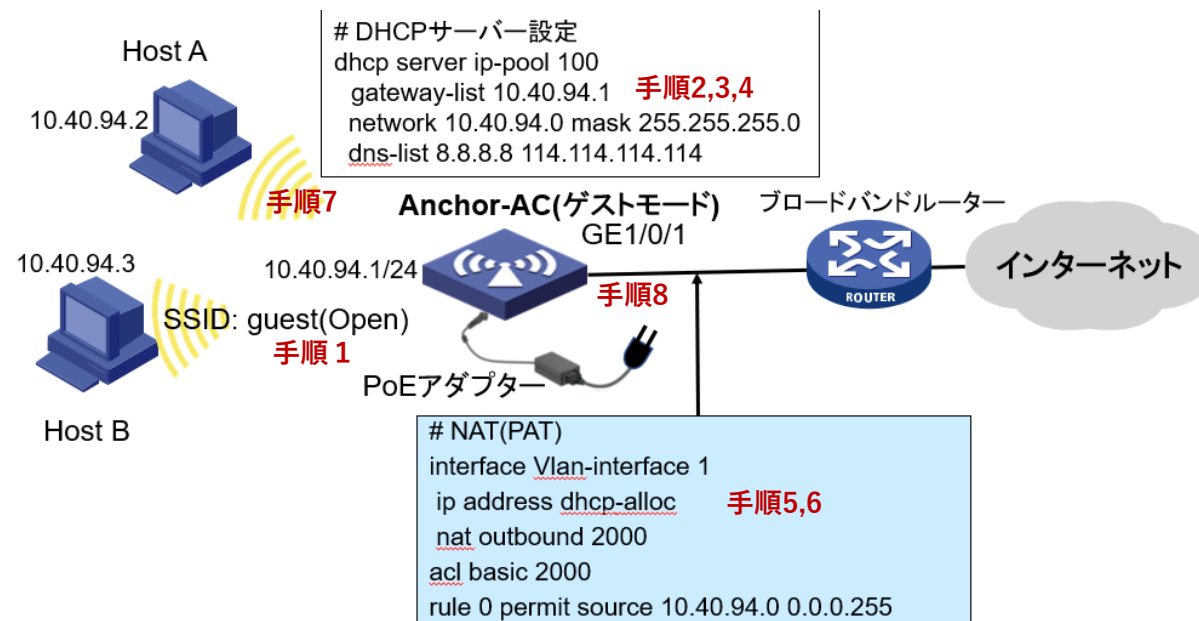 # DHCPサーバー設定
dhcp server ip-pool 100
gateway-list 10.40.94.1
手順2,3,4
network 10.40.94.0 mask 255.255.255.0
dns-list 8.8.8.8 114.114.114.114
Host A
10.40.94.2
手順7
Anchor-AC(ゲストモード)
GE1/0/1
ブロードバンドルーター
10.40.94.3
10.40.94.1/24
手順8
ROUTER
インターネット
SSID: guest(Open)
手順 1
PoEアダプター
Host B
# NAT(PAT)
interface Vlan-interface 1
ip address dhcp-alloc
手順5,6
nat outbound 2000
acl basic 2000
rule 0 permit source 10.40.94.0 0.0.0.255